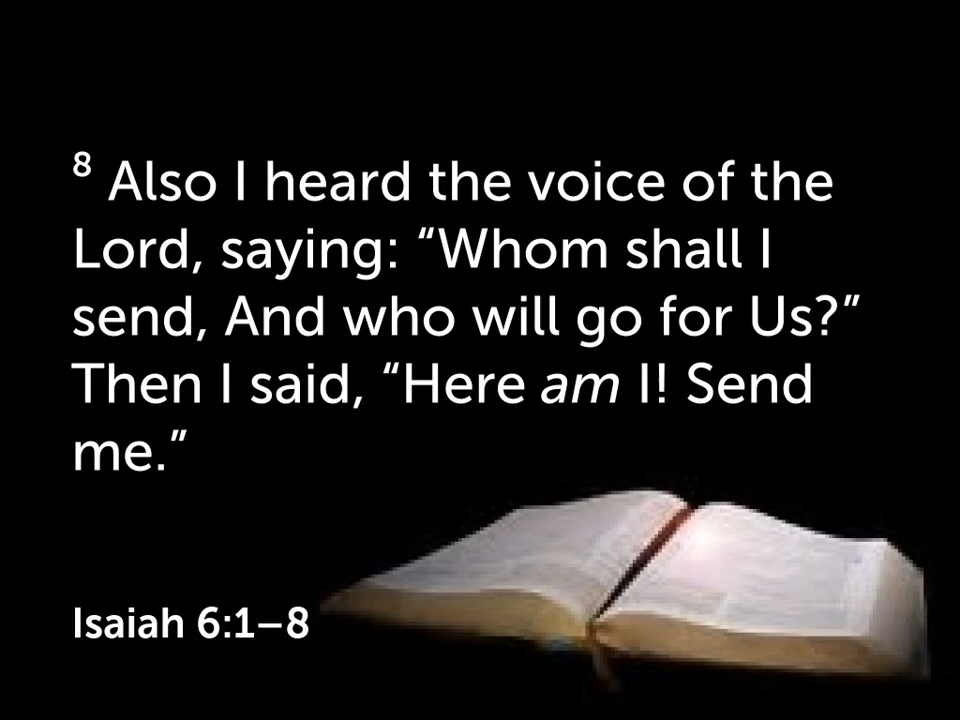 ⁸ Also I heard the voice of the
Lord, saying: “Whom shall I
send, And who will go for Us?”
Then I said, “Here am I! Send
me.”
Isaiah 6:1–8